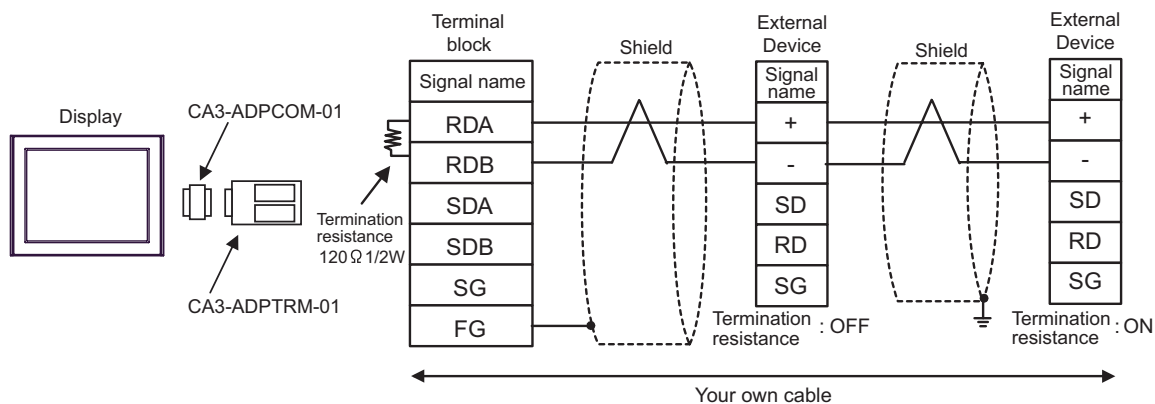 Display
CA3-ADPCOM-01
CA3-ADPTRM-01
Termination
resistance
120Ω 1/2W
Terminal
block
Signal name
RDA
RDB
SDA
SDB
SG
FG
Shield
External
Device
Signal
name
+
-
SD
RD
SG
Termination
resistance : OFF
Shield
External
Device
Signal
name
+
-
SD
RD
SG
Termination
resistance : ON
Your own cable